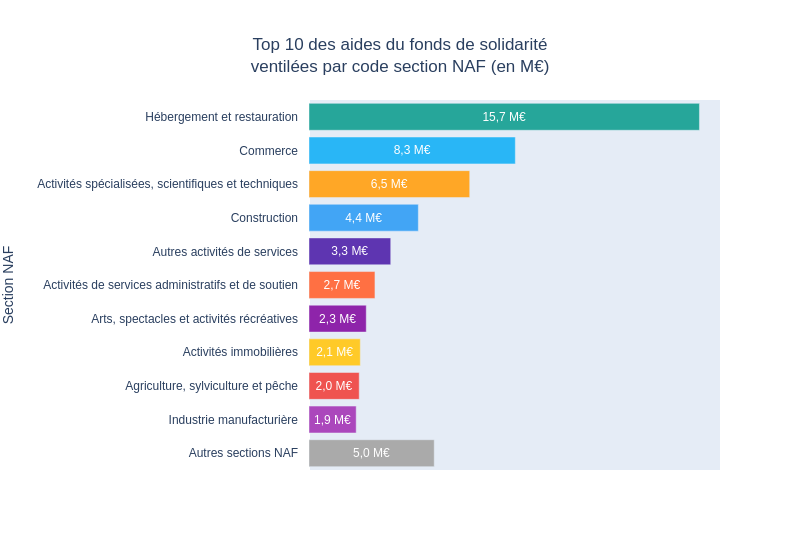 Top 10 des aides du fonds de solidarité
ventilées par code section NAF (en M€)
Section NAF
Hébergement et restauration 15,7 M€
Commerce 8,3 M€
Activités spécialisées, scientifiques et techniques 6,5 M€
Construction 4,4 M€
Autres activités de services 3,3 M€
Activités de services administratifs et de soutien 2,7 M€
Arts, spectacles et activités récréatives 2,3 M€
Activités immobilières 2,1 M€
Agriculture, sylviculture et pêche 2,0 M€
Industrie manufacturière 1,9 M€
Autres sections NAF 5,0 M€